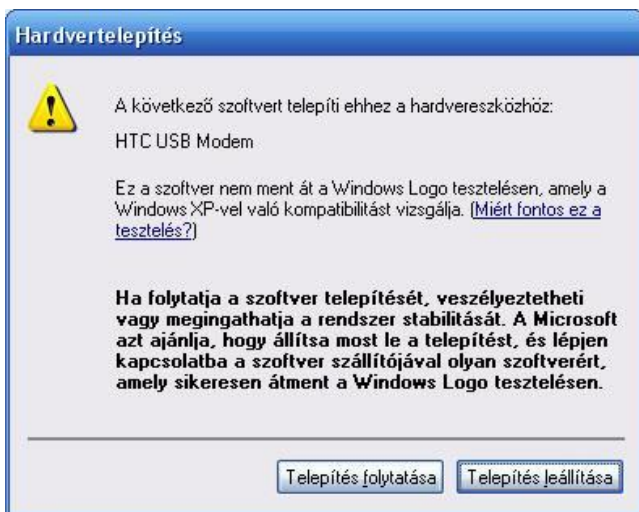 Hardvertelepítés
A következő szoftvert telepíti ehhez a hardvereszközhöz:
HTC USB Modem
Ez a szoftver nem ment át a Windows Logo tesztelésen, amely a
Windows XP-vel való kompatibilitást vizsgálja. (Miért fontos ez a
tesztelés?)
Ha folytatja a szoftver telepítését, veszélyeztetheti
vagy megingathatja a rendszer stabilitását. A Microsoft
azt ajánlja, hogy állítsa most le a telepítést, és lépjen
kapcsolatba a szoftver szállítójával olyan szoftverért,
amely sikeresen átment a Windows Logo tesztelésen.
Telepítés folytatása Telepítés leállítása